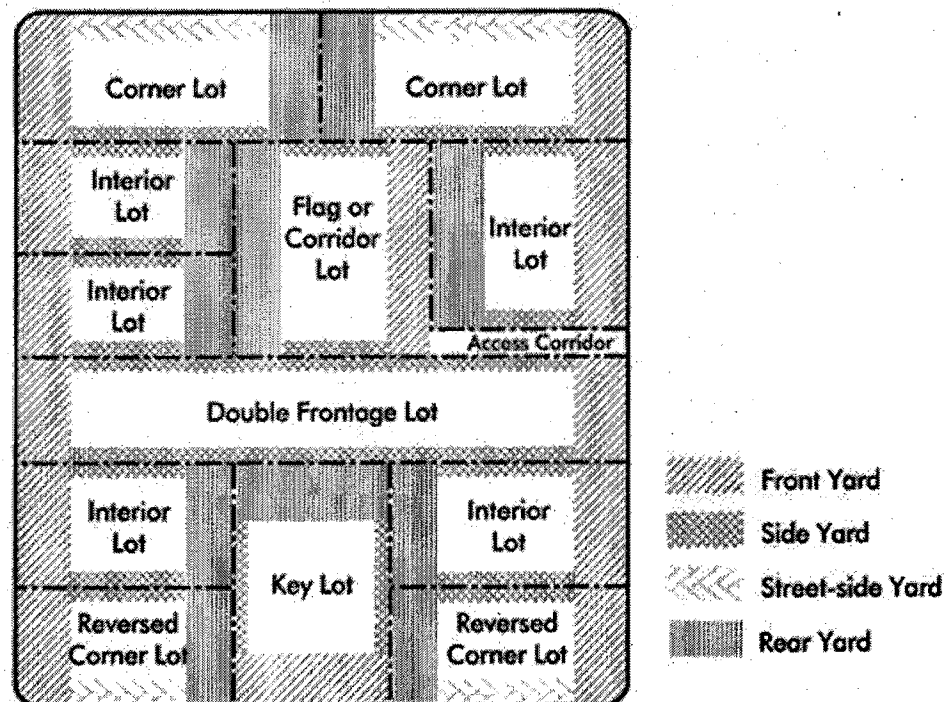 Corner Lot
Corner Lot
Interior
Lot
Flag or
Corridor
Lot
Interior
Lot
Interior
Lot
Access Corridor
Double Frontage Lot
Interior
Lot
Interior
Lot
Key Lot
Reversed
Corner Lot
Reversed
Corner Lot
Front Yard
Side Yard
Street-side Yard
Rear Yard